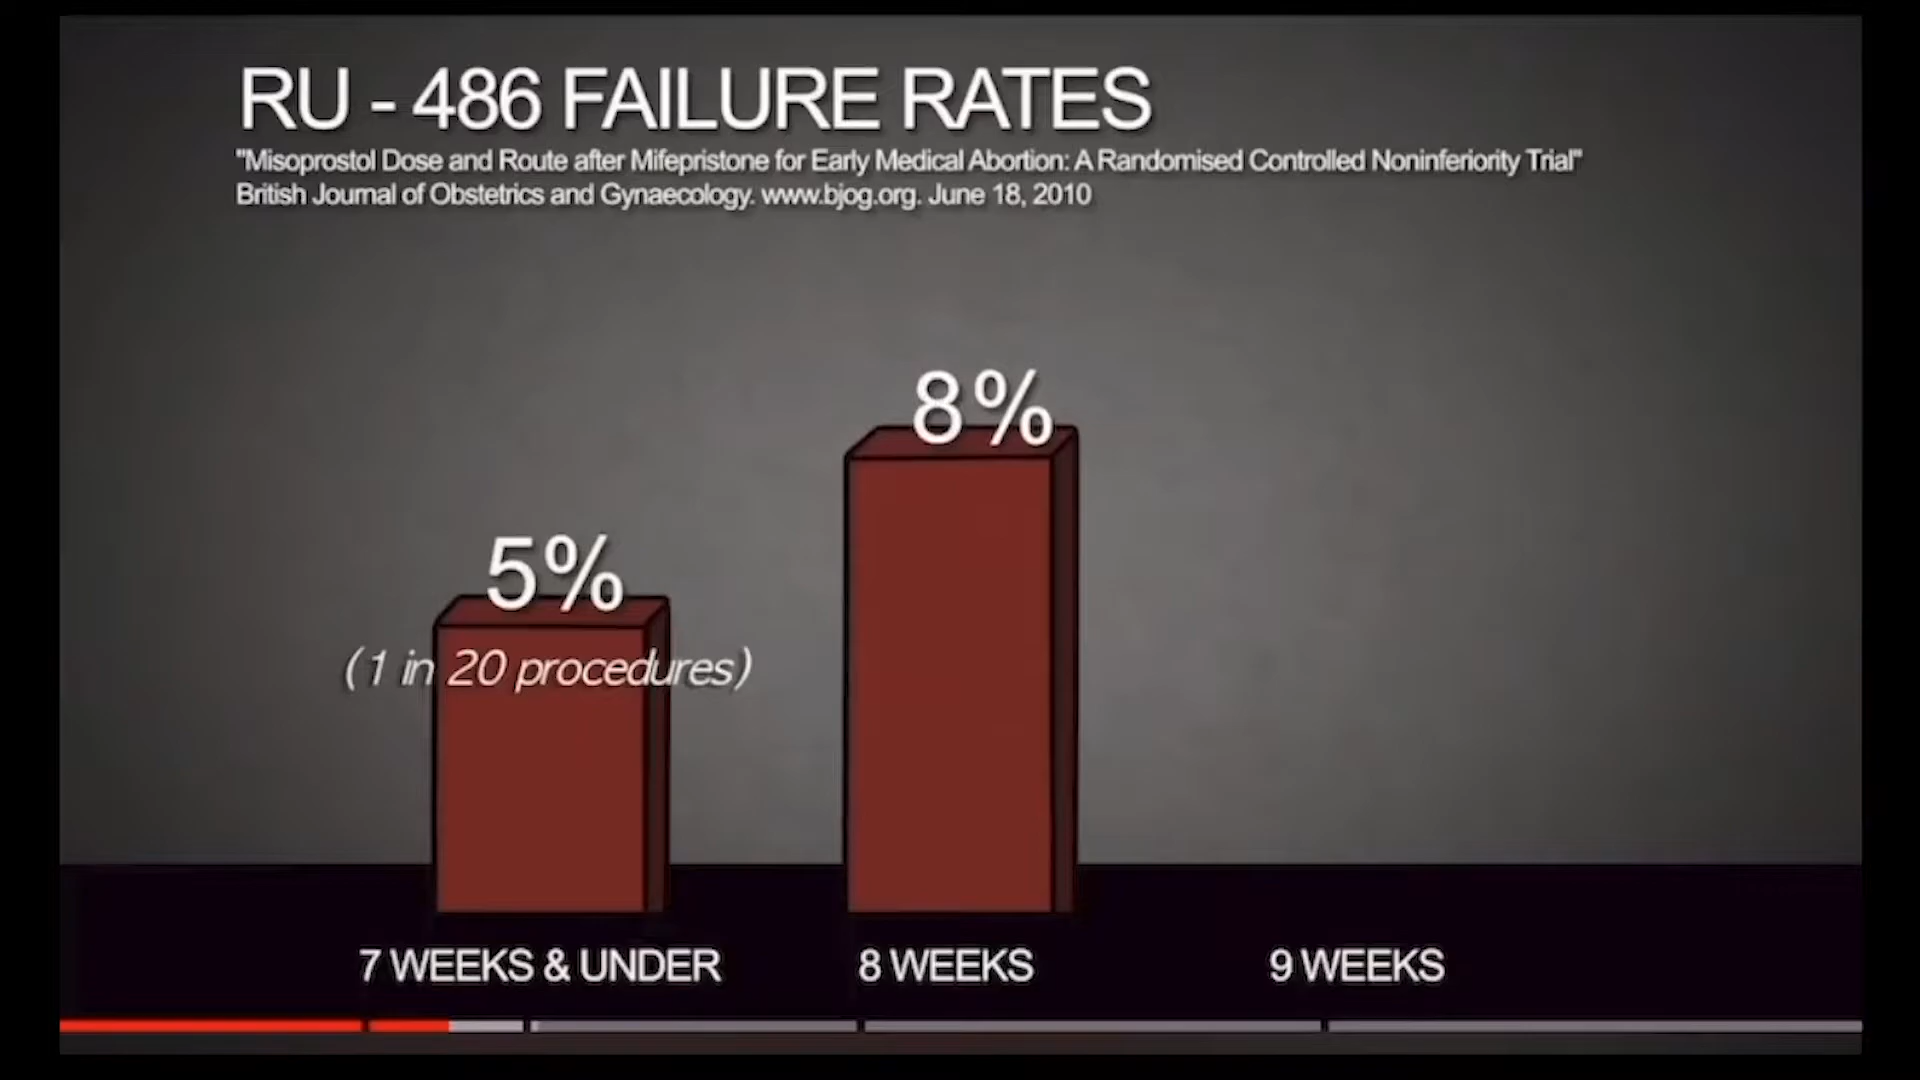 RU - 486 FAILURE RATES
"Misoprostol Dose and Route after Mifepristone for Early Medical Abortion: A Randomised Controlled Noninferiority Trial"
British Journal of Obstetrics and Gynaecology. www.bjog.org. June 18, 2010
8%
5%
(1 in 20 procedures)
7 WEEKS & UNDER
8 WEEKS
9 WEEKS